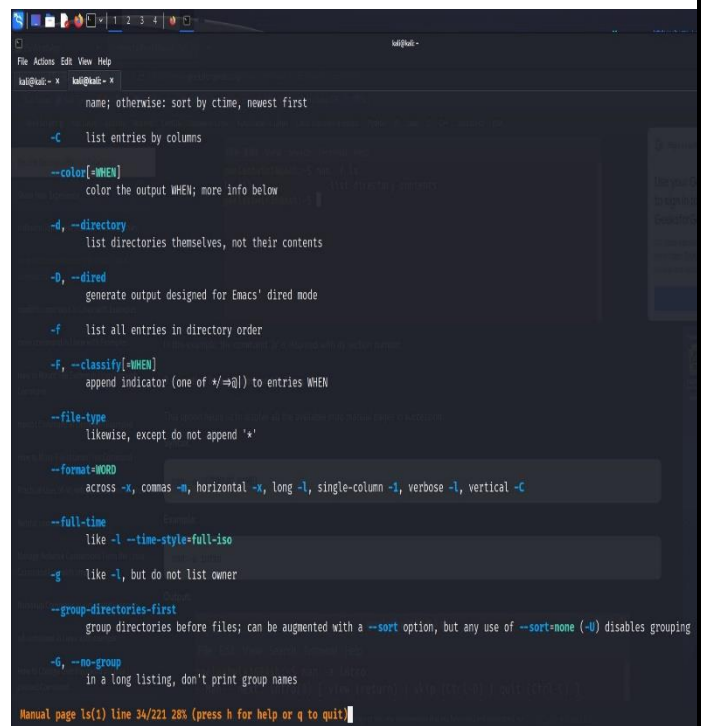 1 2 3 4
kali@kali: ~
File Actions Edit View Help
kali@kali: ~ × kali@kali: ~ ×
name; otherwise: sort by ctime, newest first
-C list entries by columns
--color[=WHEN]
color the output WHEN; more info below
-d, --directory
list directories themselves, not their contents
-D, --dired
generate output designed for Emacs' dired mode
-f list all entries in directory order
-F, --classify[=WHEN]
append indicator (one of */=>@|) to entries WHEN
--file-type
likewise, except do not append '*'
--format=WORD
across -x, commas -m, horizontal -x, long -l, single-column -1, verbose -l, vertical -C
--full-time
like -l --time-style=full-iso
-g like -l, but do not list owner
--group-directories-first
group directories before files; can be augmented with a --sort option, but any use of --sort=none (-U) disables grouping
-G, --no-group
in a long listing, don't print group names
Manual page ls(1) line 34/221 28% (press h for help or q to quit)